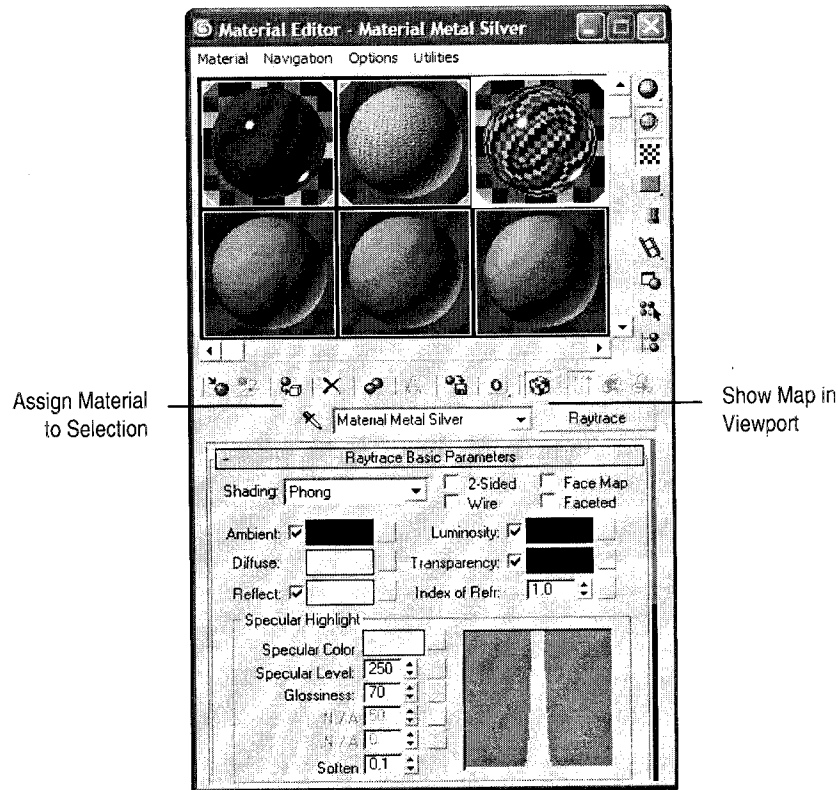 Material Editor - Material Metal Silver
Material Navigation Options Utilities
Assign Material
to Selection
Show Map in
Viewport
Material Metal Silver
Raytrace
- Raytrace Basic Parameters
Shading: Phong
2-Sided
Face Map
Wire
Faceted
Ambient:
Luminosity:
Diffuse:
Transparency:
Reflect:
Index of Refr: 1.0
Specular Highlight
Specular Color
Specular Level: 250
Glossiness: 70
N/A 50
N/A 0
Soften 0.1